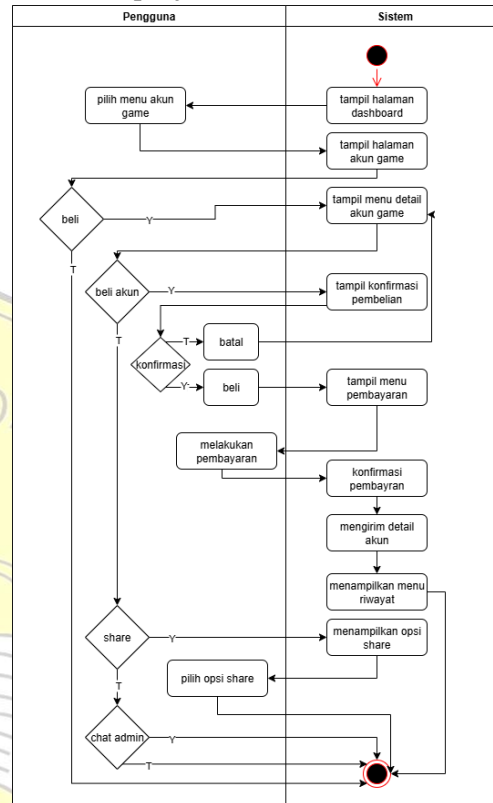 Pengguna
Sistem
tampil halaman
dashboard
pilih menu akun
game
tampil halaman
akun game
beli
Y
tampil menu detail
akun game
T
beli akun
Y
tampil konfirmasi
pembelian
T
konfirmasi
T
batal
Y
beli
tampil menu
pembayaran
melakukan
pembayaran
konfirmasi
pembayran
mengirim detail
akun
menampilkan menu
riwayat
share
Y
menampilkan opsi
share
T
pilih opsi share
chat admin
Y
T